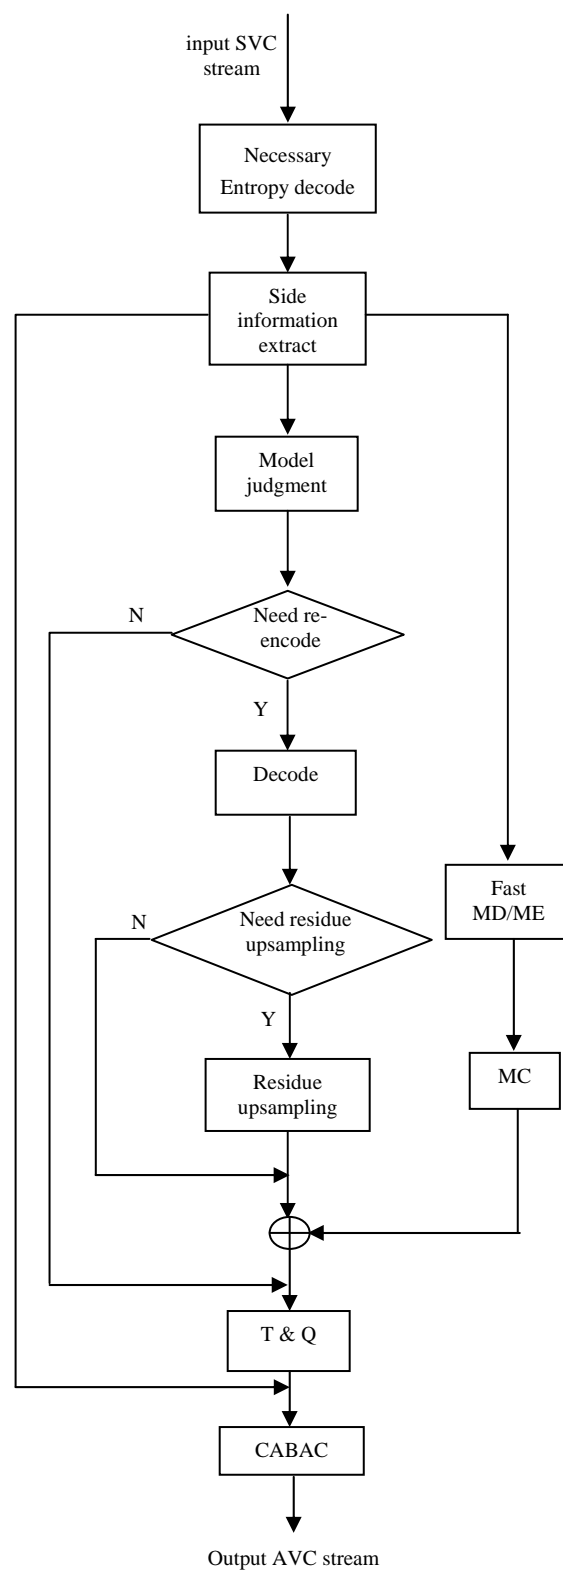 input SVC
stream
Necessary
Entropy decode
Side
information
extract
Model
judgment
N
Need re-
encode
Y
Decode
Fast
MD/ME
N
Need residue
upsampling
Y
MC
Residue
upsampling
T & Q
CABAC
Output AVC stream